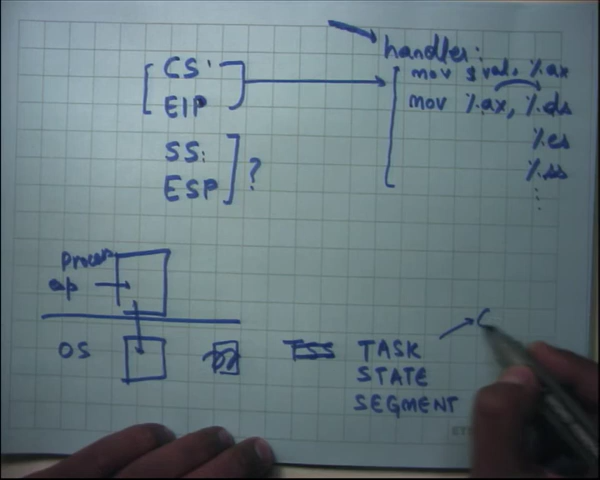 handler:
CS:
mov $val, %ax
EIP
mov %ax, %ds
SS:
%es
ESP
?
%ss
:
Process
esp
OS
TSS TASK
STATE
SEGMENT